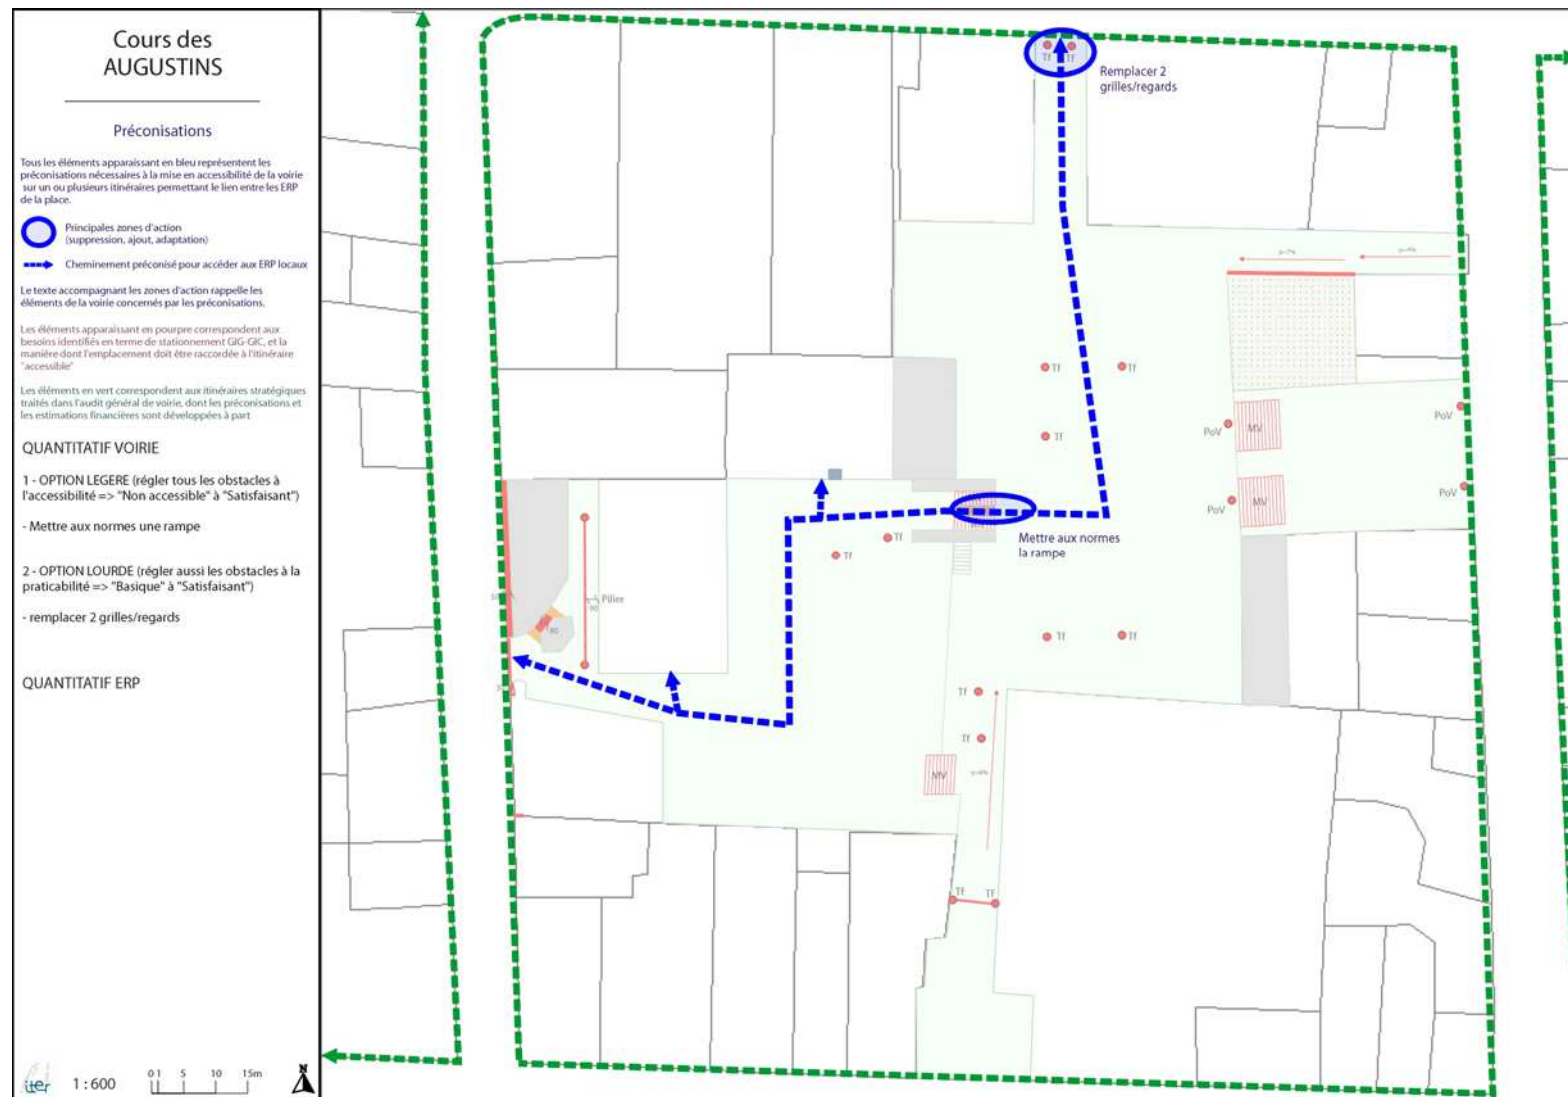 Cours des
AUGUSTINS
Préconisations
Tous les éléments apparaissant en bleu représentent les
préconisations nécessaires à la mise en accessibilité de la voirie
sur un ou plusieurs itinéraires permettant le lien entre les ERP
de la place.
Principales zones d'action
(suppression, ajout, adaptation)
Cheminement préconisé pour accéder aux ERP locaux
Le texte accompagnant les zones d'action rappelle les
éléments de la voirie concernés par les préconisations.
Les éléments apparaissant en pourpre correspondent aux
besoins identifiés en terme de stationnement GIG-GIC, et la
manière dont l'emplacement doit être raccordée à l'itinéraire
"accessible"
Les éléments en vert correspondent aux itinéraires stratégiques
traités dans l'audit général de voirie, dont les préconisations et
les estimations financières sont développées à part
QUANTITATIF VOIRIE
1 - OPTION LEGERE (régler tous les obstacles à
l'accessibilité => "Non accessible" à "Satisfaisant")
- Mettre aux normes une rampe
2 - OPTION LOURDE (régler aussi les obstacles à la
praticabilité => "Basique" à "Satisfaisant")
- remplacer 2 grilles/regards
QUANTITATIF ERP
iter
1 : 600
0 1 5 10 15m
N
Tf Tf
Remplacer 2
grilles/regards
Tf Tf
Tf
PoV MV PoV
PoV MV PoV
Mettre aux normes
la rampe
Tf Tf
Pilier
90
80
Tf Tf
Tf
Tf
MV
Tf Tf